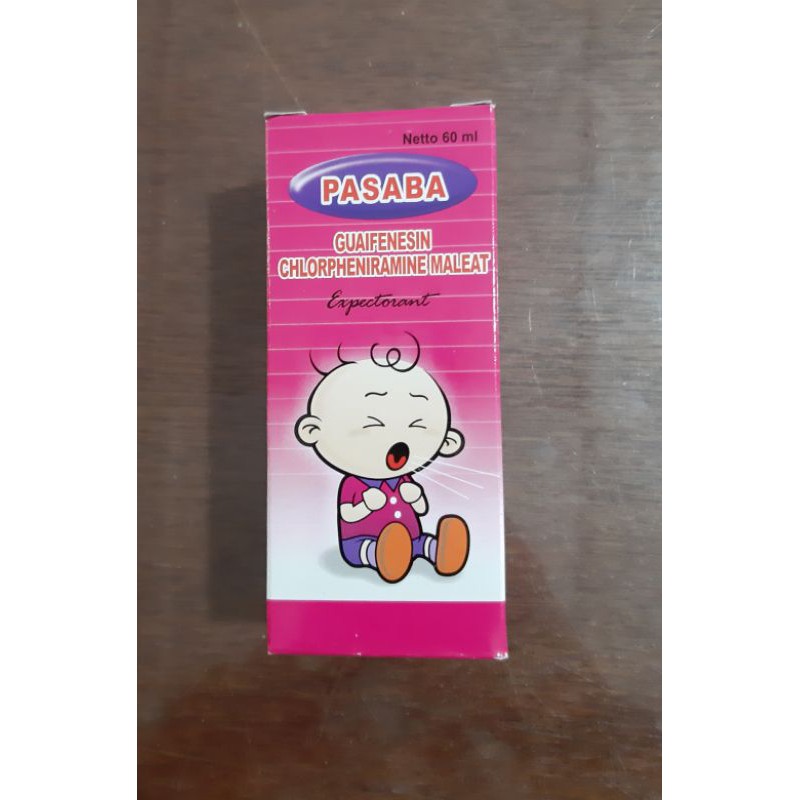 Netto 60 ml
PASABA
GUAIFENESIN
CHLORPHENIRAMINE MALEAT
Expectorant